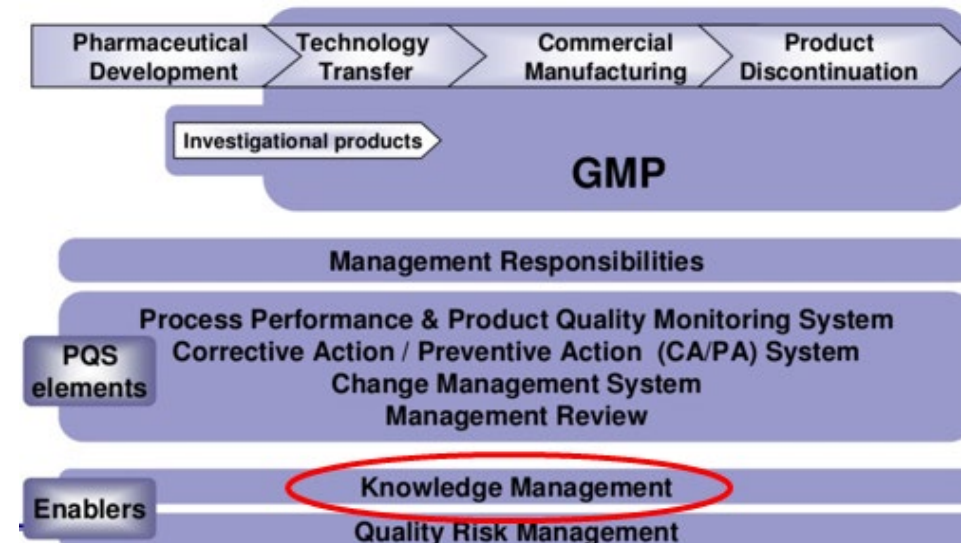 Pharmaceutical
Development
Technology
Transfer
Commercial
Manufacturing
Product
Discontinuation
Investigational products
GMP
Management Responsibilities
PQS
elements
Process Performance & Product Quality Monitoring System
Corrective Action / Preventive Action (CA/PA) System
Change Management System
Management Review
Enablers
Knowledge Management
Quality Risk Management